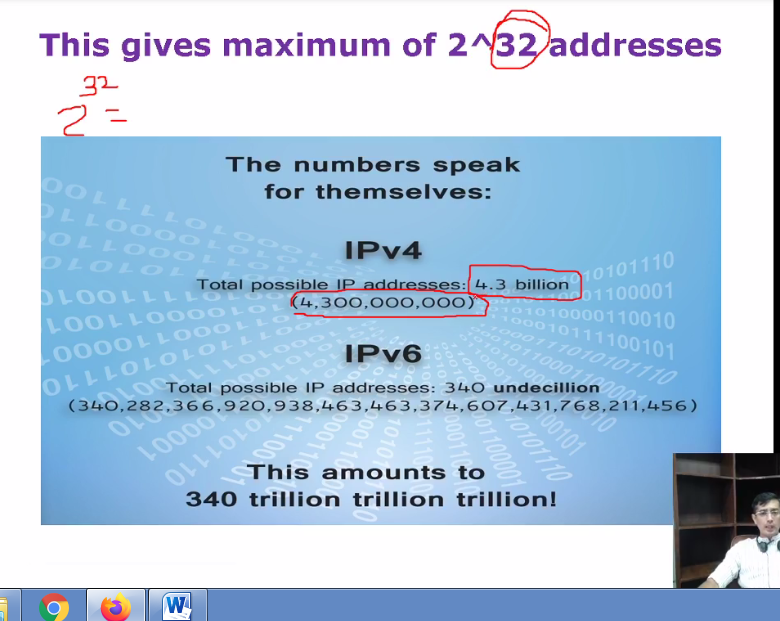 This gives maximum of 2^32 addresses
2^32 =
The numbers speak
for themselves:
IPv4
Total possible IP addresses: 4.3 billion
(4,300,000,000)
IPv6
Total possible IP addresses: 340 undecillion
(340,282,366,920,938,463,463,374,607,431,768,211,456)
This amounts to
340 trillion trillion trillion!